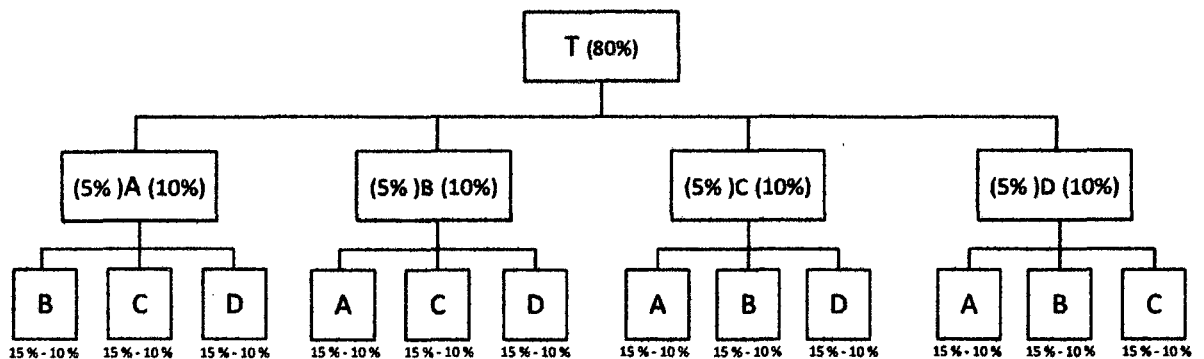 T (80%)
(5% )A (10%) (5% )B (10%) (5% )C (10%) (5% )D (10%)
B C D A C D A B D A B C
15 % - 10 % 15 % - 10 % 15 % - 10 % 15 % - 10 % 15 % - 10 % 15 % - 10 % 15 % - 10 % 15 % - 10 % 15 % - 10 % 15 % - 10 % 15 % - 10 % 15 % - 10 %